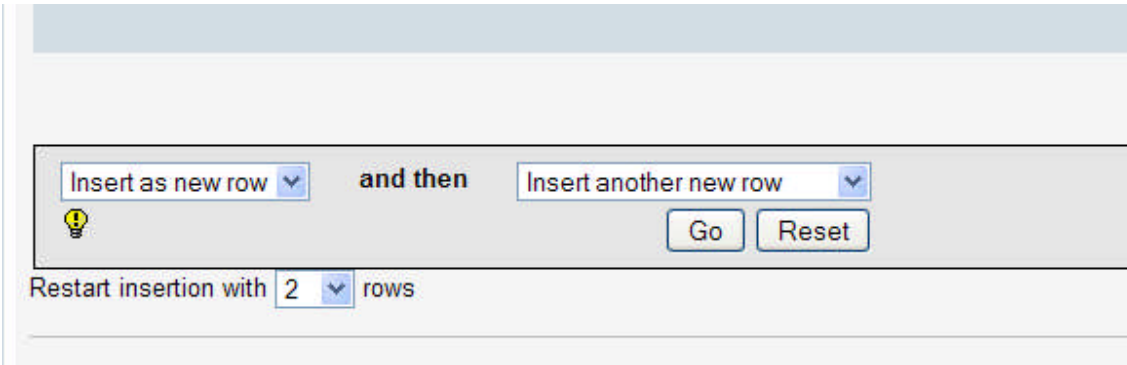 Insert as new row and then Insert another new row
Go Reset
Restart insertion with 2 rows